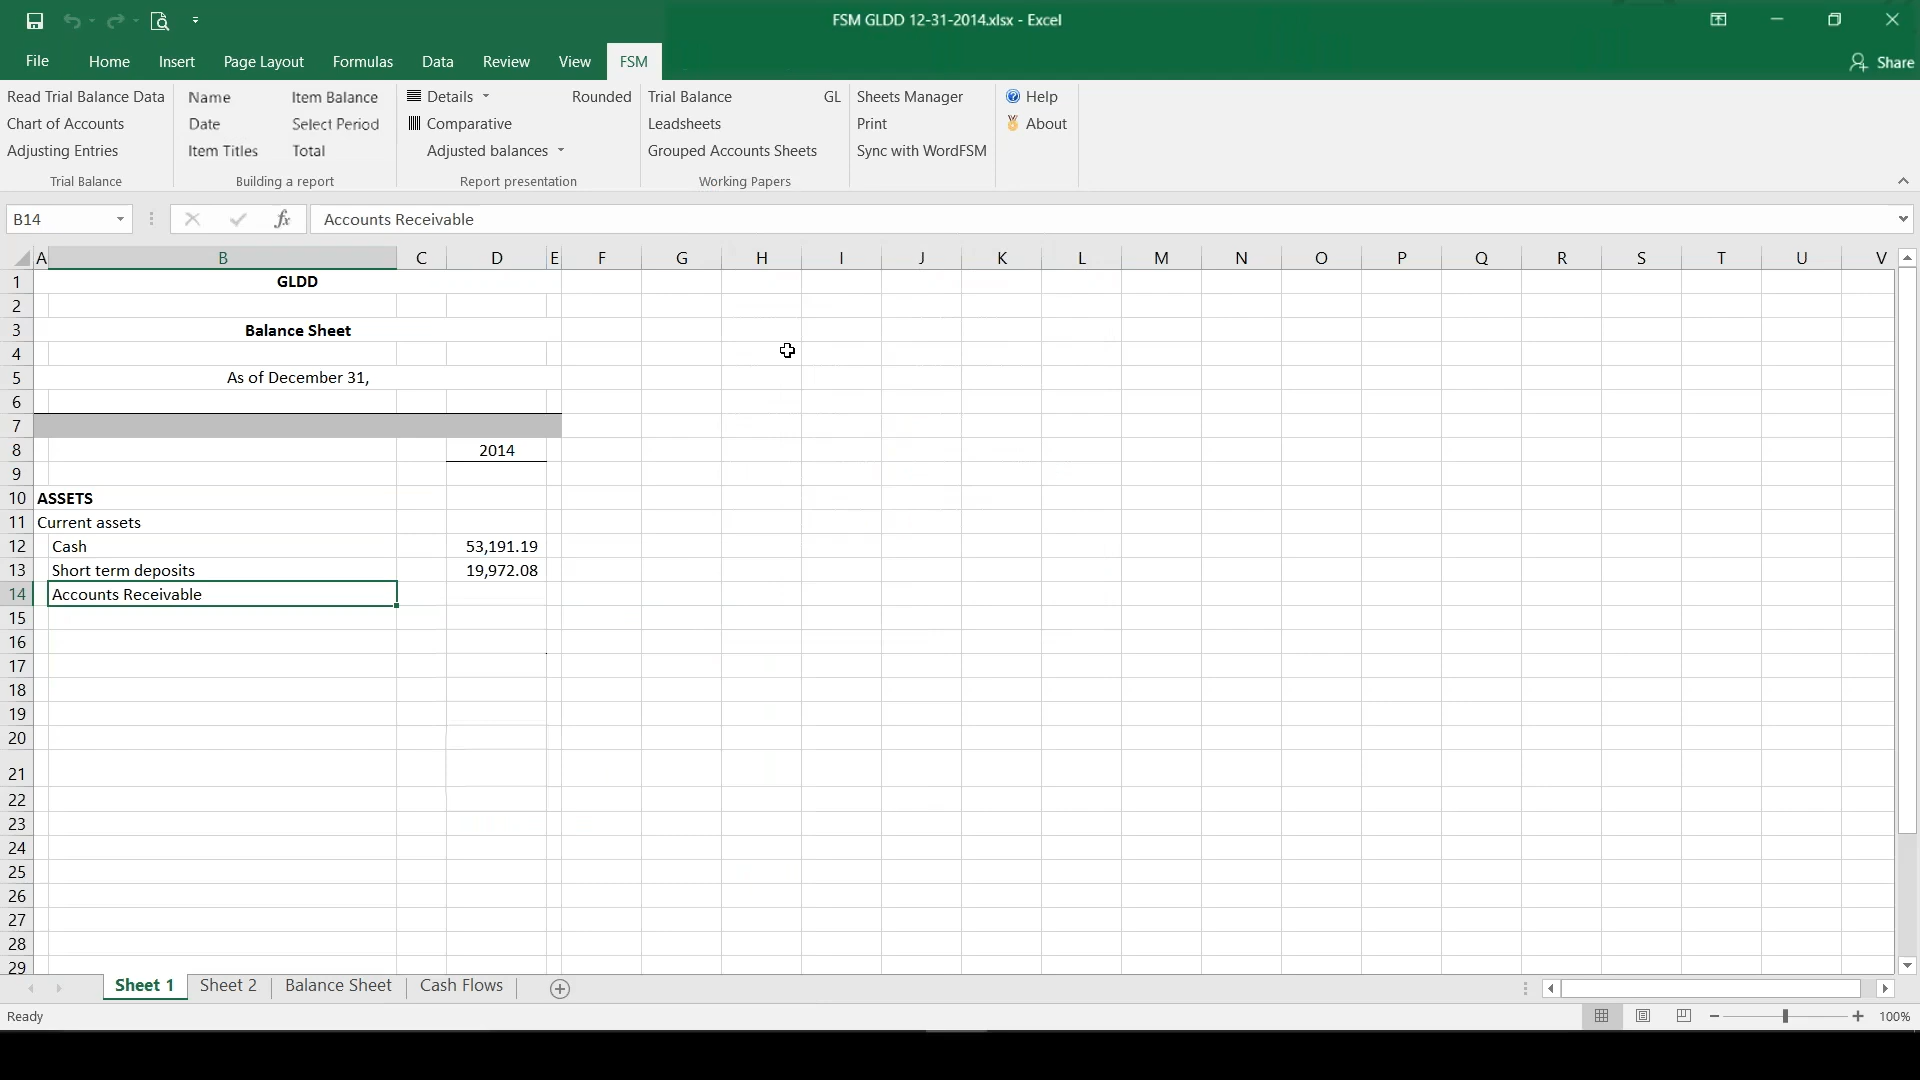 FSM GLDD 12-31-2014.xlsx - Excel
File Home Insert Page Layout Formulas Data Review View FSM Share
Read Trial Balance Data
Chart of Accounts
Adjusting Entries
Trial Balance
Name Item Balance
Date Select Period
Item Titles Total
Building a report
Details Rounded
Comparative
Adjusted balances
Report presentation
Trial Balance GL
Leadsheets
Grouped Accounts Sheets
Working Papers
Sheets Manager
Print
Sync with WordFSM
Help
About
B14 fx Accounts Receivable
A B C D E F G H I J K L M N O P Q R S T U V
1 GLDD
2
3 Balance Sheet
4
5 As of December 31,
6
7
8 2014
9
10 ASSETS
11 Current assets
12 Cash 53,191.19
13 Short term deposits 19,972.08
14 Accounts Receivable
15
16
17
18
19
20
21
22
23
24
25
26
27
28
29
Sheet 1 Sheet 2 Balance Sheet Cash Flows
Ready 100%